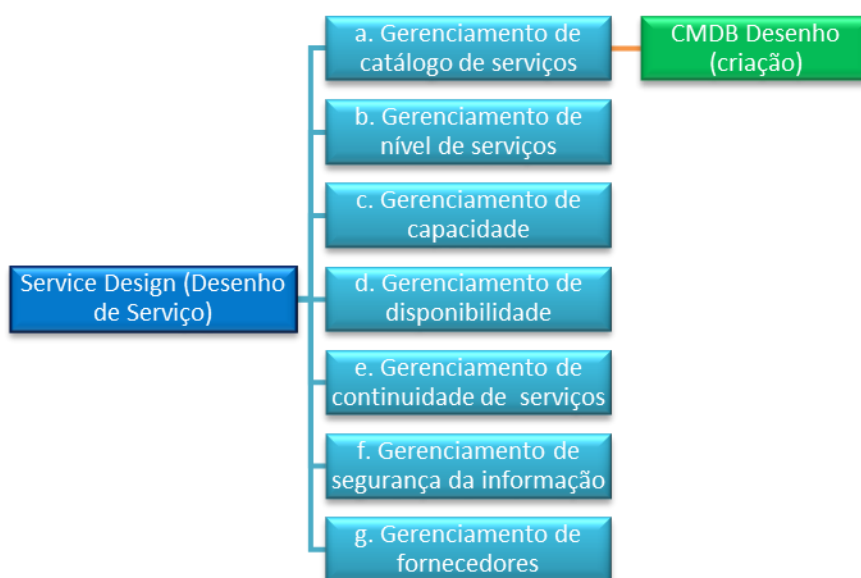 a. Gerenciamento de
catálogo de serviços
CMDB Desenho
(criação)
b. Gerenciamento de
nível de serviços
c. Gerenciamento de
capacidade
Service Design (Desenho
de Serviço)
d. Gerenciamento de
disponibilidade
e. Gerenciamento de
continuidade de  serviços
f. Gerenciamento de
segurança da informação
g. Gerenciamento de
fornecedores